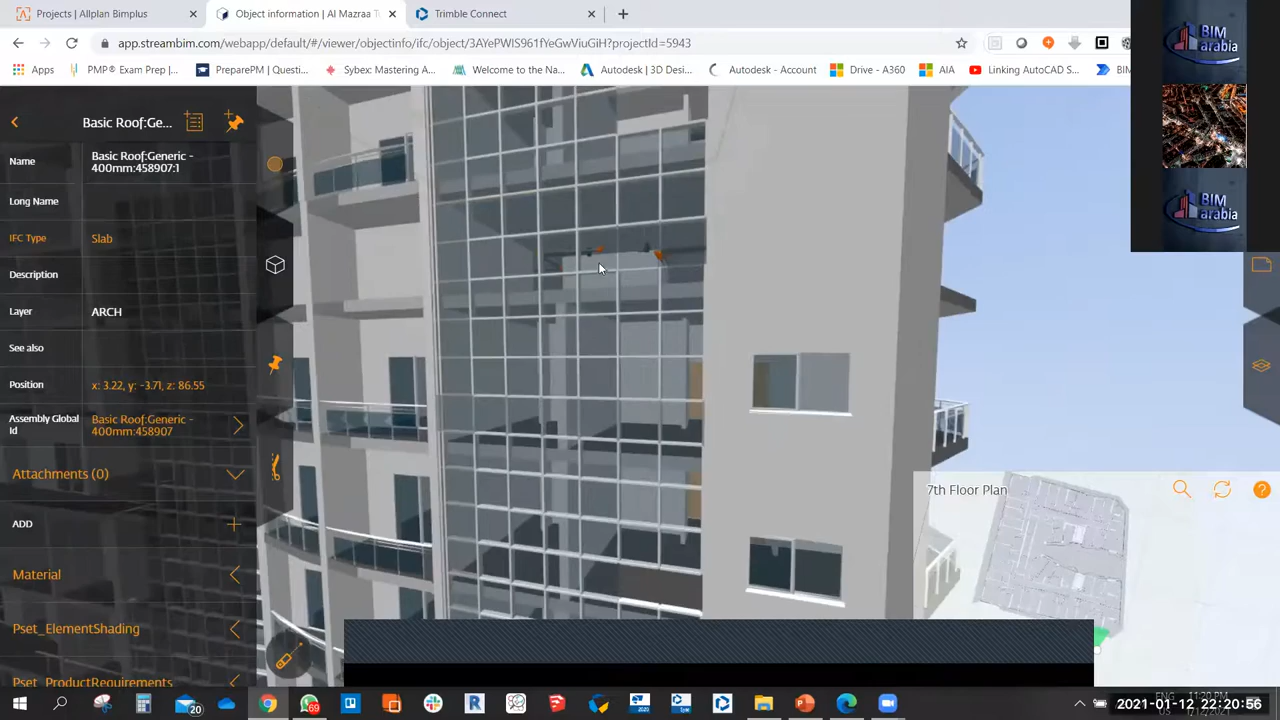 Projects | Allplan Bimplus
Object information | Al Mazraa T
Trimble Connect
app.streambim.com/webapp/default/#/viewer/objectinfo/ifc/object/3AYePWIS961fYeGwViuGiH?projectId=5943
Apps
PMP® Exam Prep |
PreparePM | Questi...
Sybex: Mastering A...
Welcome to the Na...
Autodesk | 3D Desi...
Autodesk - Account
Drive - A360
AIA
Linking AutoCAD S...
BIM
BIM
arabia
BIM
arabia
Basic Roof:Ge...
Name
Basic Roof:Generic -
400mm:458907:1
Long Name
IFC Type
Slab
Description
Layer
ARCH
See also
Position
x: 3.22, y: -3.71, z: 86.55
Assembly Global
Id
Basic Roof:Generic -
400mm:458907
Attachments (0)
ADD
Material
Pset_ElementShading
Pset_ProductRequirements
7th Floor Plan
20
69
ENG
2021-01-12 22:20:56